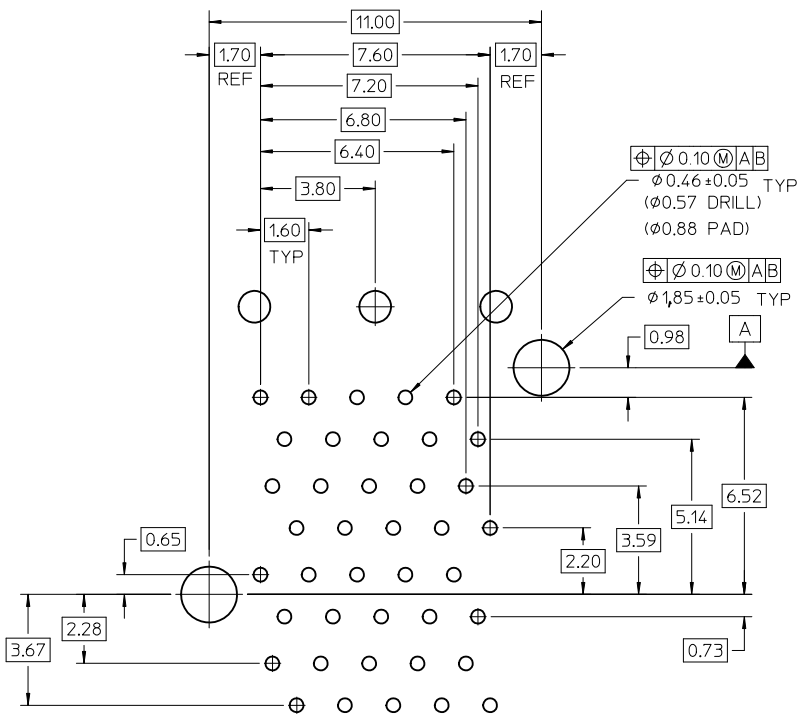 11.00
1.70 7.60 1.70
REF REF
7.20
6.80
6.40
3.80
1.60
TYP
⌖ Ø 0.10 Ⓜ A B
Ø0.46±0.05 TYP
(Ø0.57 DRILL)
(Ø0.88 PAD)
⌖ Ø 0.10 Ⓜ A B
Ø1,85±0.05 TYP
A
0.98
6.52
5.14
3.59
2.20
0.65
2.28
3.67
0.73